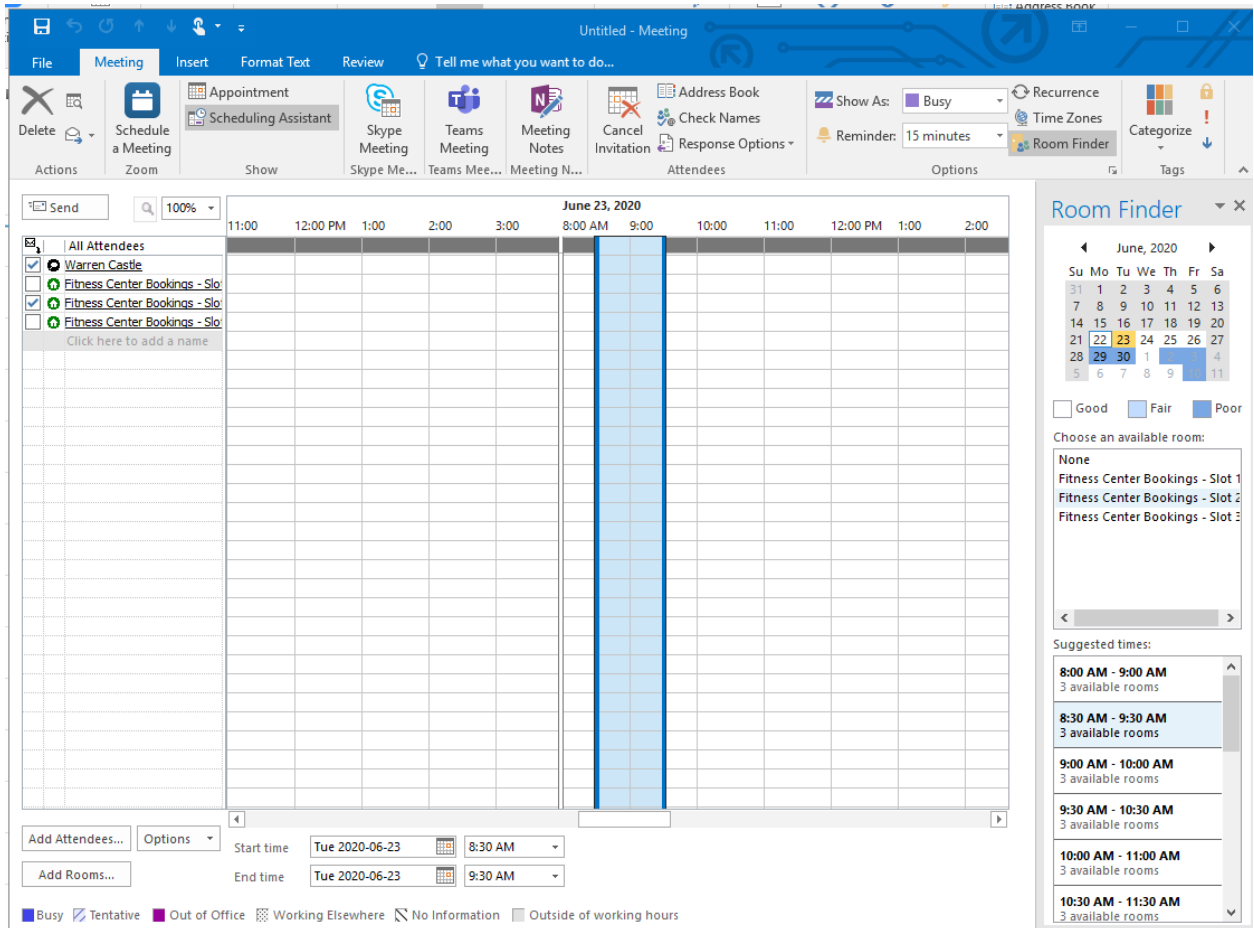 Address Book
Untitled - Meeting
File Meeting Insert Format Text Review Tell me what you want to do...
Delete
Actions
Schedule a Meeting
Zoom
Appointment
Scheduling Assistant
Show
Skype Meeting
Skype Me...
Teams Meeting
Teams Mee...
Meeting Notes
Meeting N...
Cancel Invitation
Address Book
Check Names
Response Options
Attendees
Show As: Busy
Reminder: 15 minutes
Recurrence
Time Zones
Room Finder
Options
Categorize
Tags
Send 100%
June 23, 2020
11:00 12:00 PM 1:00 2:00 3:00 8:00 AM 9:00 10:00 11:00 12:00 PM 1:00 2:00
All Attendees
Warren Castle
Fitness Center Bookings - Slo
Fitness Center Bookings - Slo
Fitness Center Bookings - Slo
Click here to add a name
Add Attendees... Options
Add Rooms...
Start time Tue 2020-06-23 8:30 AM
End time Tue 2020-06-23 9:30 AM
Busy Tentative Out of Office Working Elsewhere No Information Outside of working hours
Room Finder
June, 2020
Su Mo Tu We Th Fr Sa
31 1 2 3 4 5 6
7 8 9 10 11 12 13
14 15 16 17 18 19 20
21 22 23 24 25 26 27
28 29 30 1 2 3 4
5 6 7 8 9 10 11
Good Fair Poor
Choose an available room:
None
Fitness Center Bookings - Slot 1
Fitness Center Bookings - Slot 2
Fitness Center Bookings - Slot 3
Suggested times:
8:00 AM - 9:00 AM
3 available rooms
8:30 AM - 9:30 AM
3 available rooms
9:00 AM - 10:00 AM
3 available rooms
9:30 AM - 10:30 AM
3 available rooms
10:00 AM - 11:00 AM
3 available rooms
10:30 AM - 11:30 AM
3 available rooms